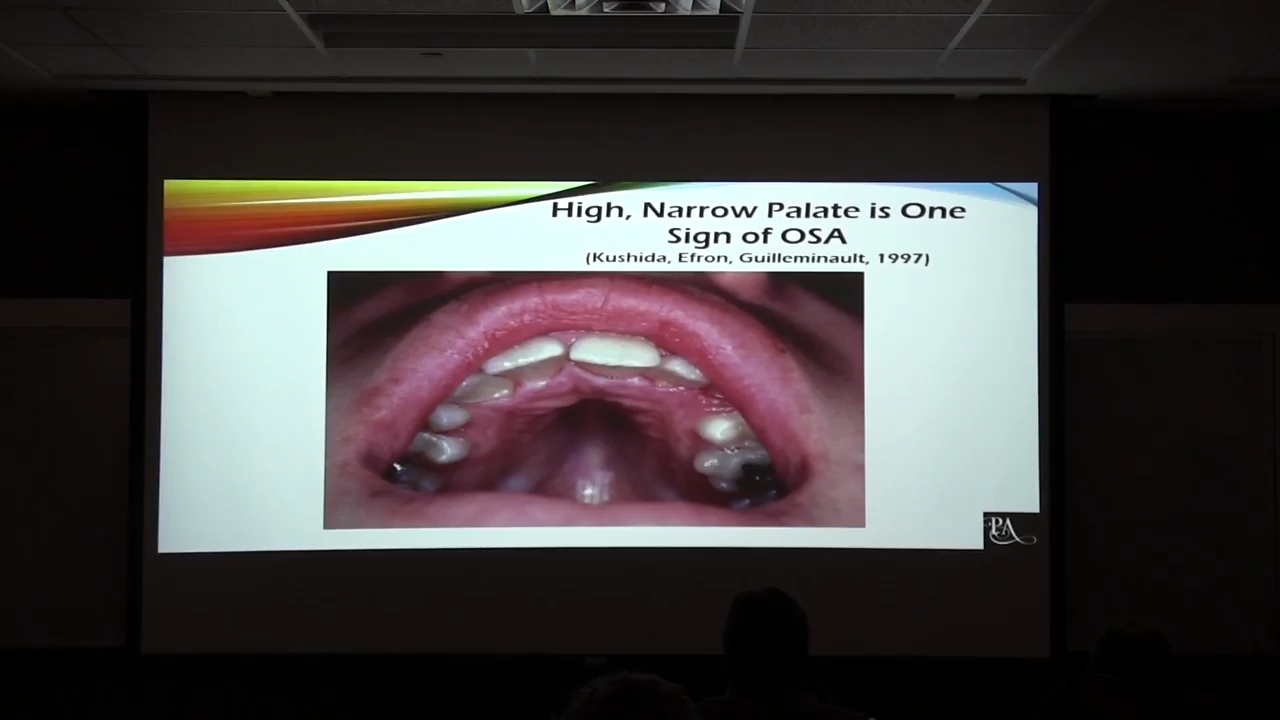 High, Narrow Palate is One
Sign of OSA
(Kushida, Efron, Guilleminault, 1997)
PA